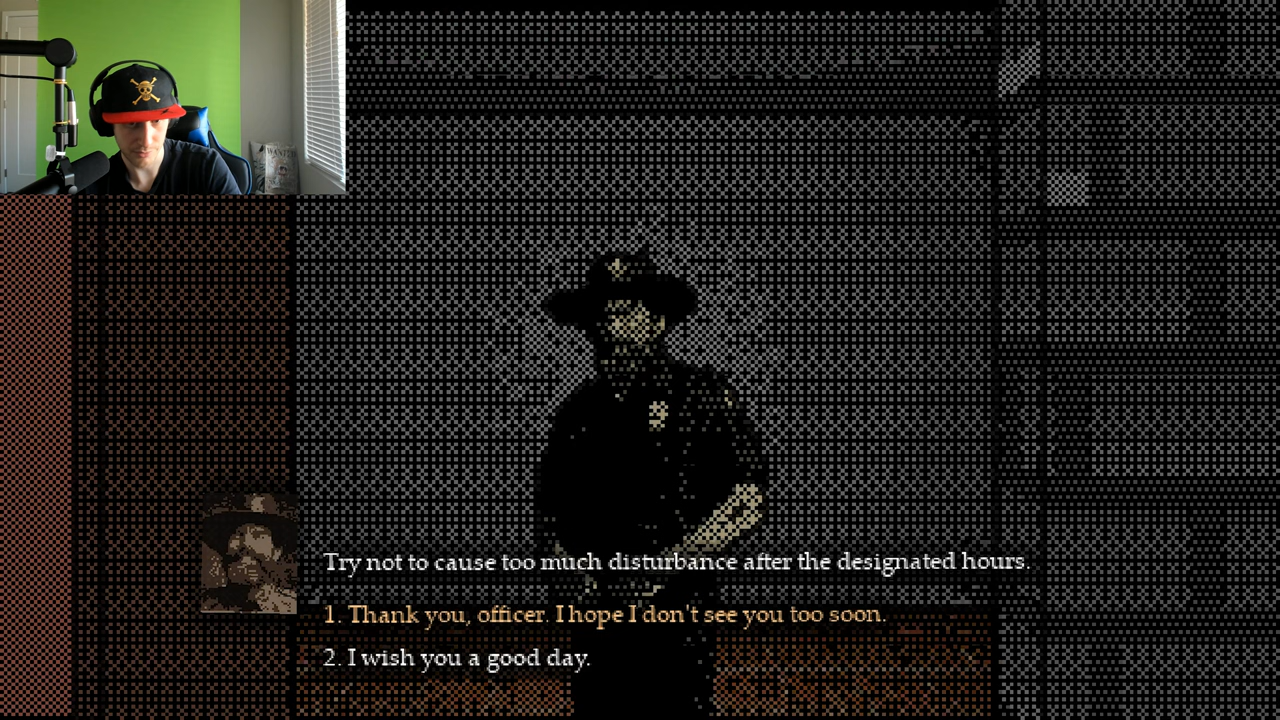 WANTED
Try not to cause too much disturbance after the designated hours.
1. Thank you, officer. I hope I don't see you too soon.
2. I wish you a good day.